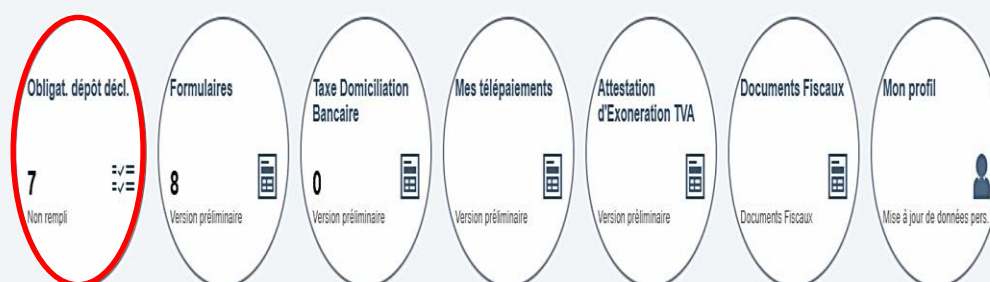 Obligat. dépôt décl.
7
Non rempli
Formulaires
8
Version préliminaire
Taxe Domiciliation
Bancaire
0
Version préliminaire
Mes télépaiements
Version préliminaire
Attestation
d'Exoneration TVA
Version préliminaire
Documents Fiscaux
Documents Fiscaux
Mon profil
Mise à jour de données pers.